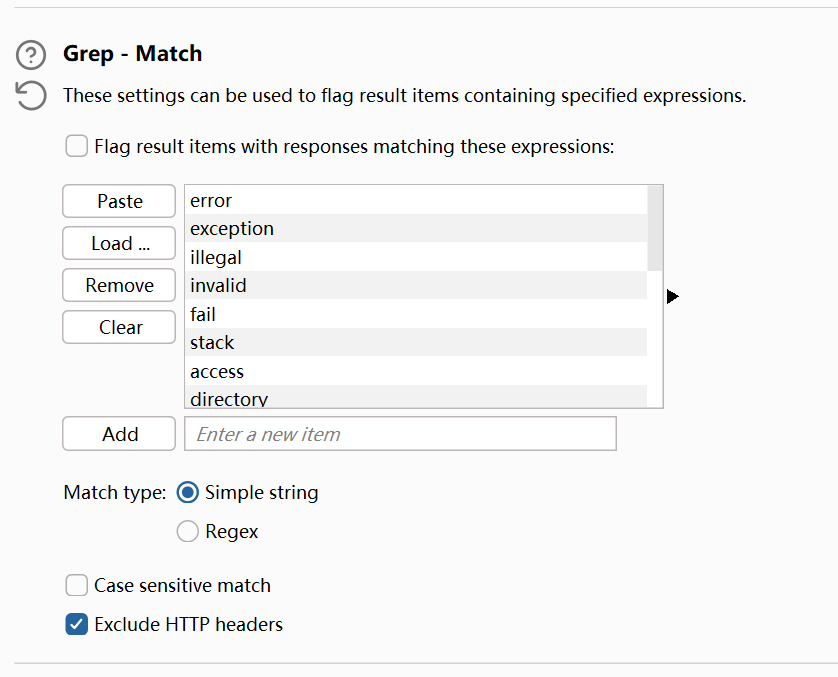 Grep - Match
These settings can be used to flag result items containing specified expressions.
Flag result items with responses matching these expressions:
Paste
Load ...
Remove
Clear
error
exception
illegal
invalid
fail
stack
access
directory
Add
Enter a new item
Match type:
Simple string
Regex
Case sensitive match
Exclude HTTP headers